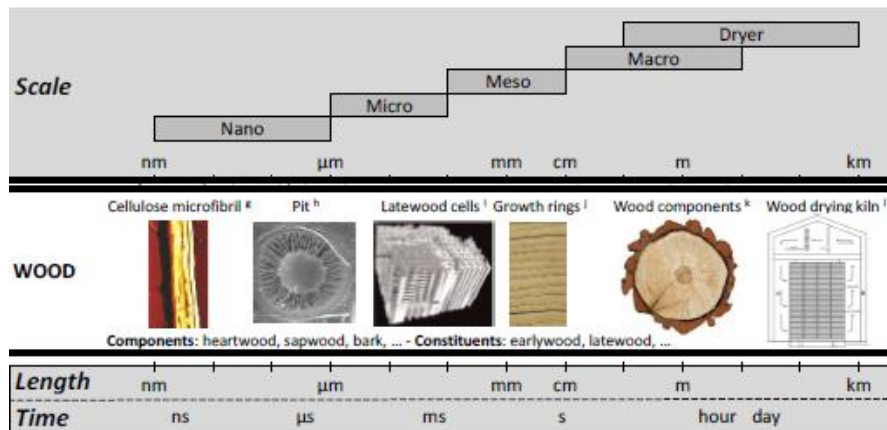 Dryer
Macro
Scale
Meso
Micro
Nano
nm µm mm cm m km
Cellulose microfibril g Pit h Latewood cells i Growth rings j Wood components k Wood drying kiln l
WOOD
Components: heartwood, sapwood, bark, ... - Constituents: earlywood, latewood, ...
Length nm µm mm cm m km
Time ns µs ms s hour day